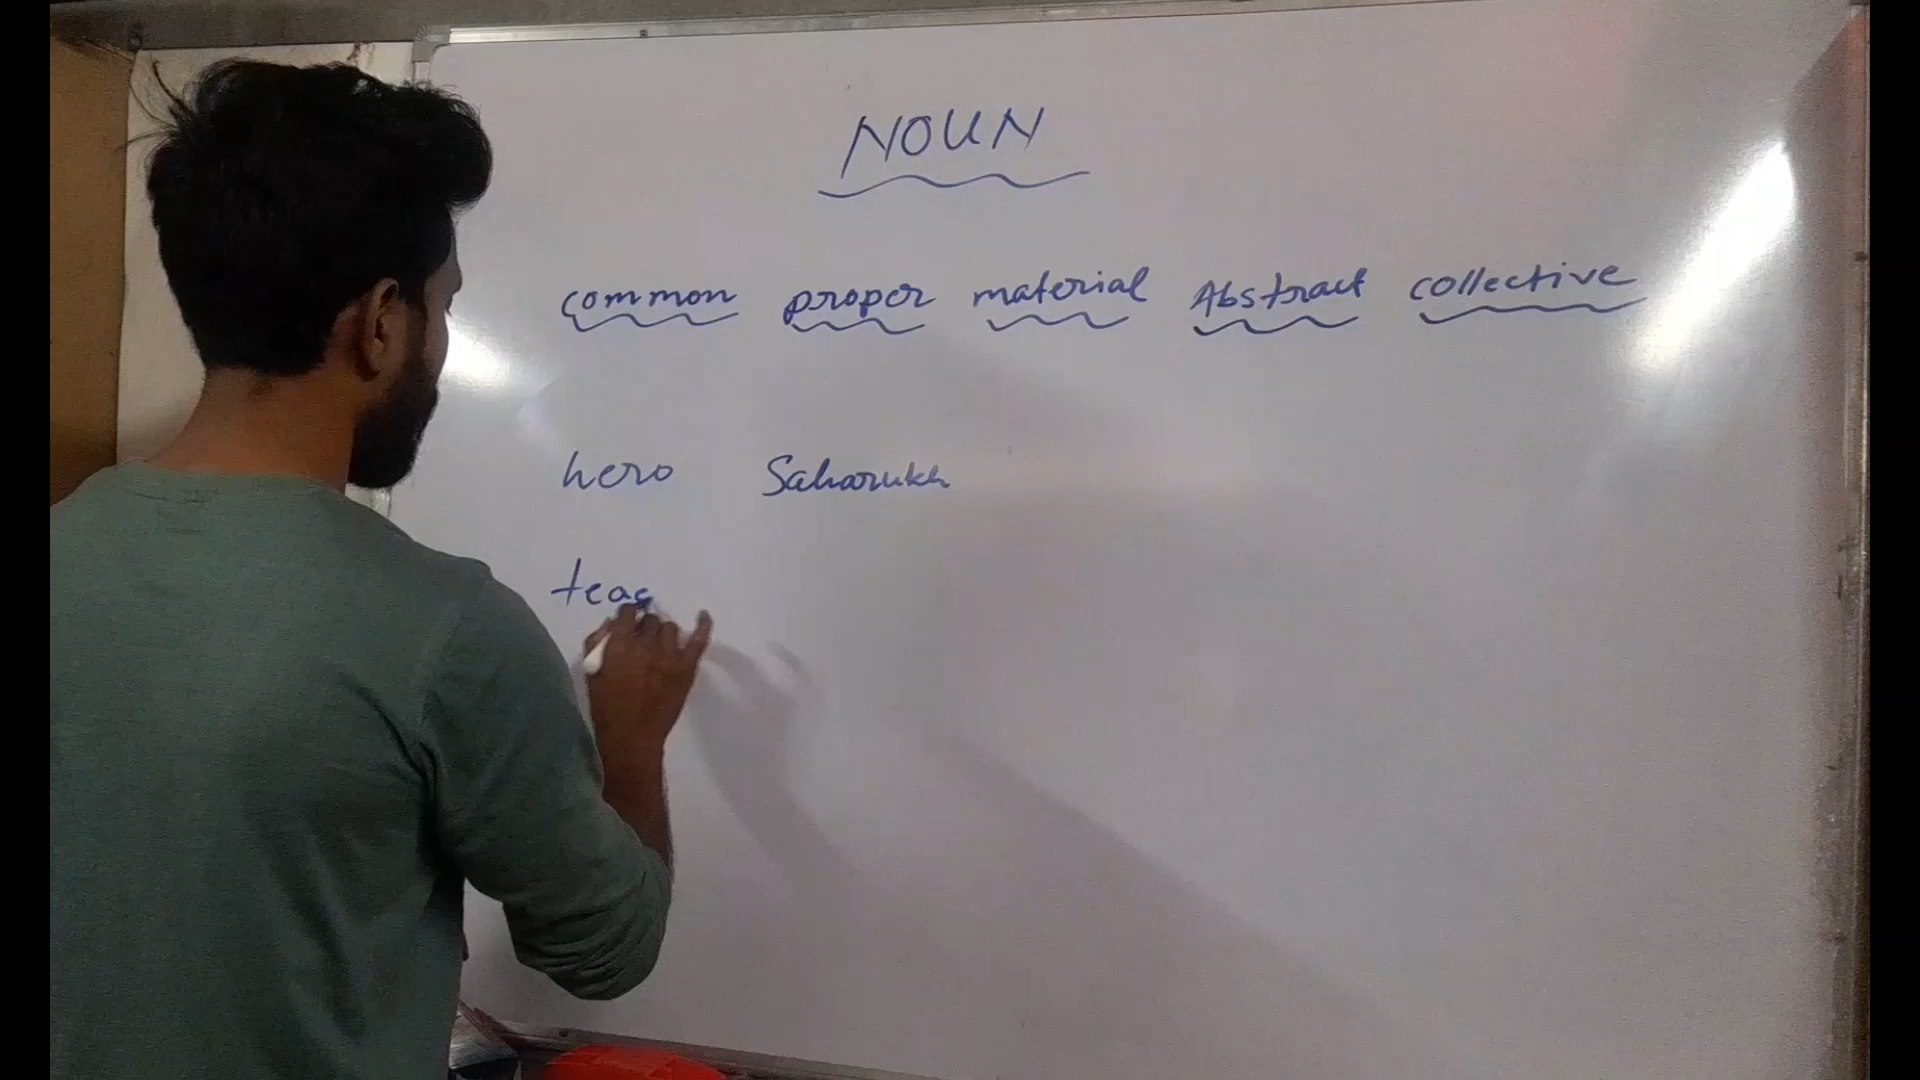 NOUN
common proper material Abstract collective
hero Saharukh
teac